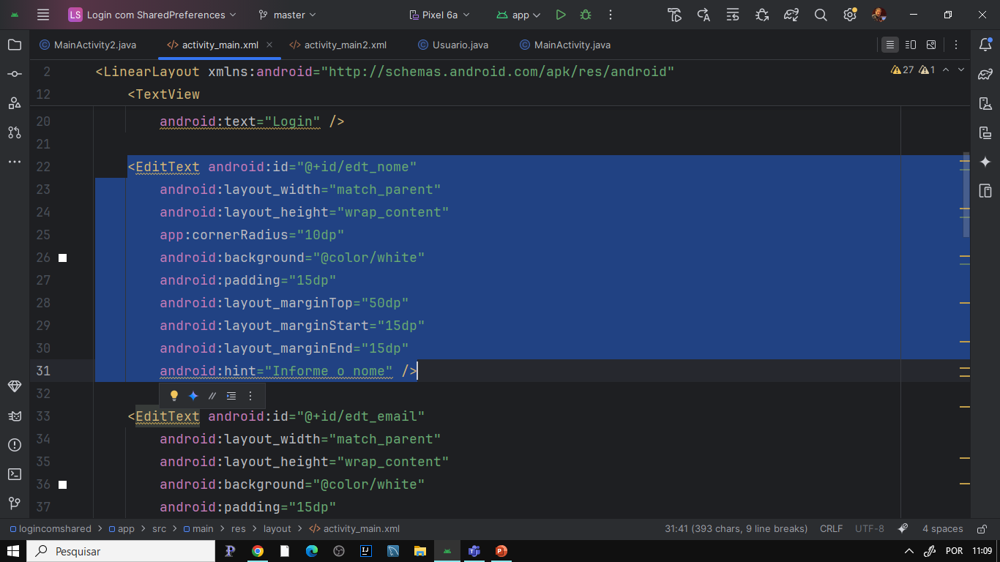 LS Login com SharedPreferences
master
Pixel 6a
app
MainActivity2.java
activity_main.xml
activity_main2.xml
Usuario.java
MainActivity.java
2 <LinearLayout xmlns:android="http://schemas.android.com/apk/res/android"
27 1
12 <TextView
20 android:text="Login" />
21
22 <EditText android:id="@+id/edt_nome"
23 android:layout_width="match_parent"
24 android:layout_height="wrap_content"
25 app:cornerRadius="10dp"
26 android:background="@color/white"
27 android:padding="15dp"
28 android:layout_marginTop="50dp"
29 android:layout_marginStart="15dp"
30 android:layout_marginEnd="15dp"
31 android:hint="Informe o nome" />
32
33 <EditText android:id="@+id/edt_email"
34 android:layout_width="match_parent"
35 android:layout_height="wrap_content"
36 android:background="@color/white"
37 android:padding="15dp"
logincomshared > app > src > main > res > layout > activity_main.xml
31:41 (393 chars, 9 line breaks) CRLF UTF-8 4 spaces
Pesquisar
POR 11:09